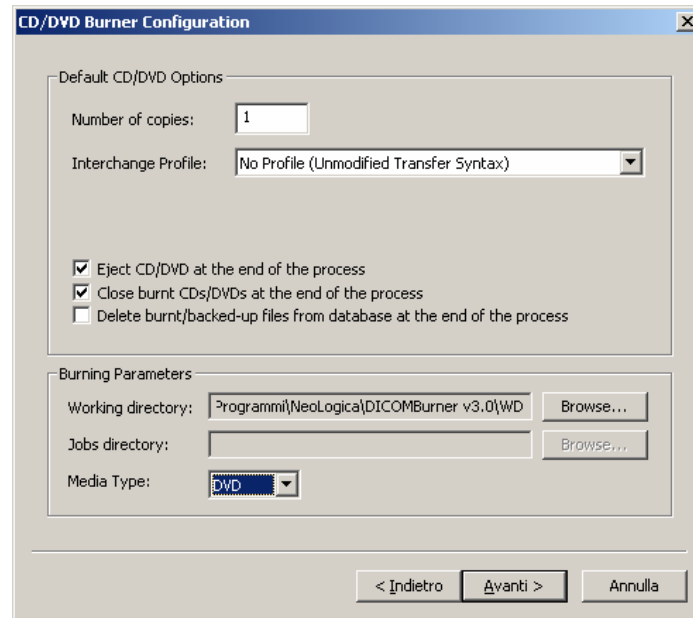 CD/DVD Burner Configuration
Default CD/DVD Options
Number of copies: 1
Interchange Profile: No Profile (Unmodified Transfer Syntax)
Eject CD/DVD at the end of the process
Close burnt CDs/DVDs at the end of the process
Delete burnt/backed-up files from database at the end of the process
Burning Parameters
Working directory: Programmi\NeoLogica\DICOMBurner v3.0\WD Browse...
Jobs directory: Browse...
Media Type: DVD
< Indietro Avanti > Annulla